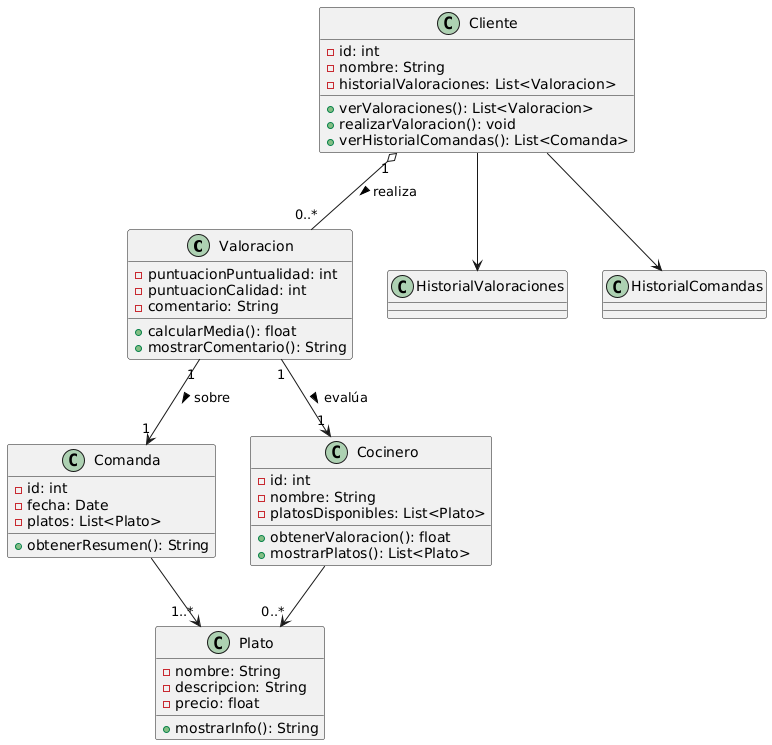 C Cliente
id: int
nombre: String
historialValoraciones: List<Valoracion>
verValoraciones(): List<Valoracion>
realizarValoracion(): void
verHistorialComandas(): List<Comanda>
1
realiza
0..*
C Valoracion
puntuacionPuntualidad: int
puntuacionCalidad: int
comentario: String
calcularMedia(): float
mostrarComentario(): String
C HistorialValoraciones
C HistorialComandas
1
sobre
1
1
evalúa
1
C Comanda
id: int
fecha: Date
platos: List<Plato>
obtenerResumen(): String
C Cocinero
id: int
nombre: String
platosDisponibles: List<Plato>
obtenerValoracion(): float
mostrarPlatos(): List<Plato>
1..*
0..*
C Plato
nombre: String
descripcion: String
precio: float
mostrarInfo(): String